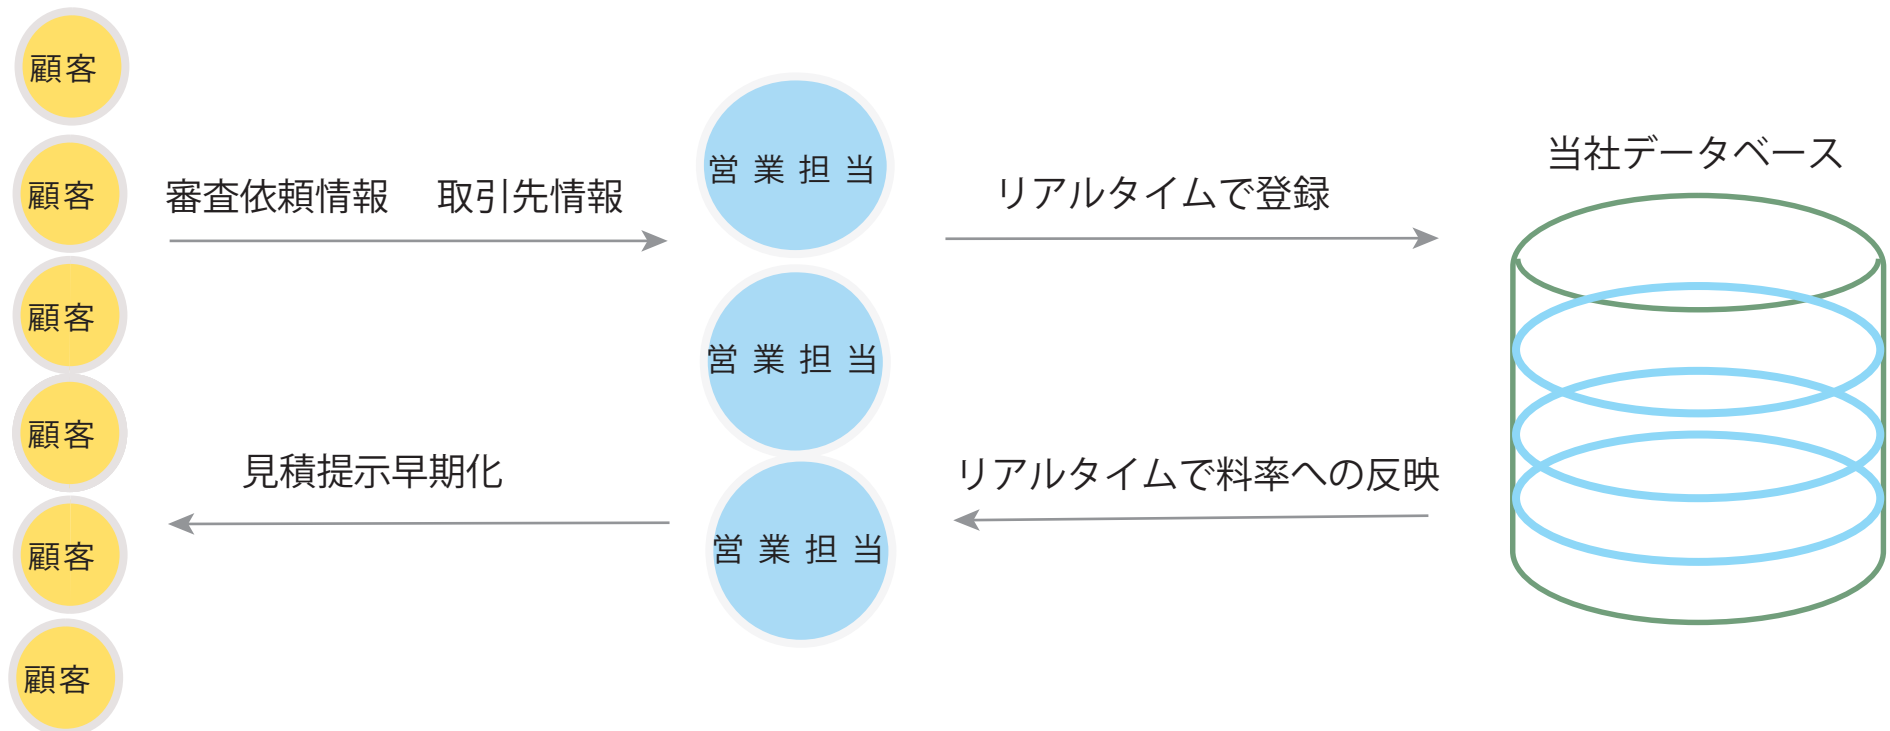 顧客
顧客
顧客
顧客
顧客
顧客
審査依頼情報　取引先情報
見積提示早期化
営業担当
営業担当
営業担当
リアルタイムで登録
リアルタイムで料率への反映
当社データベース